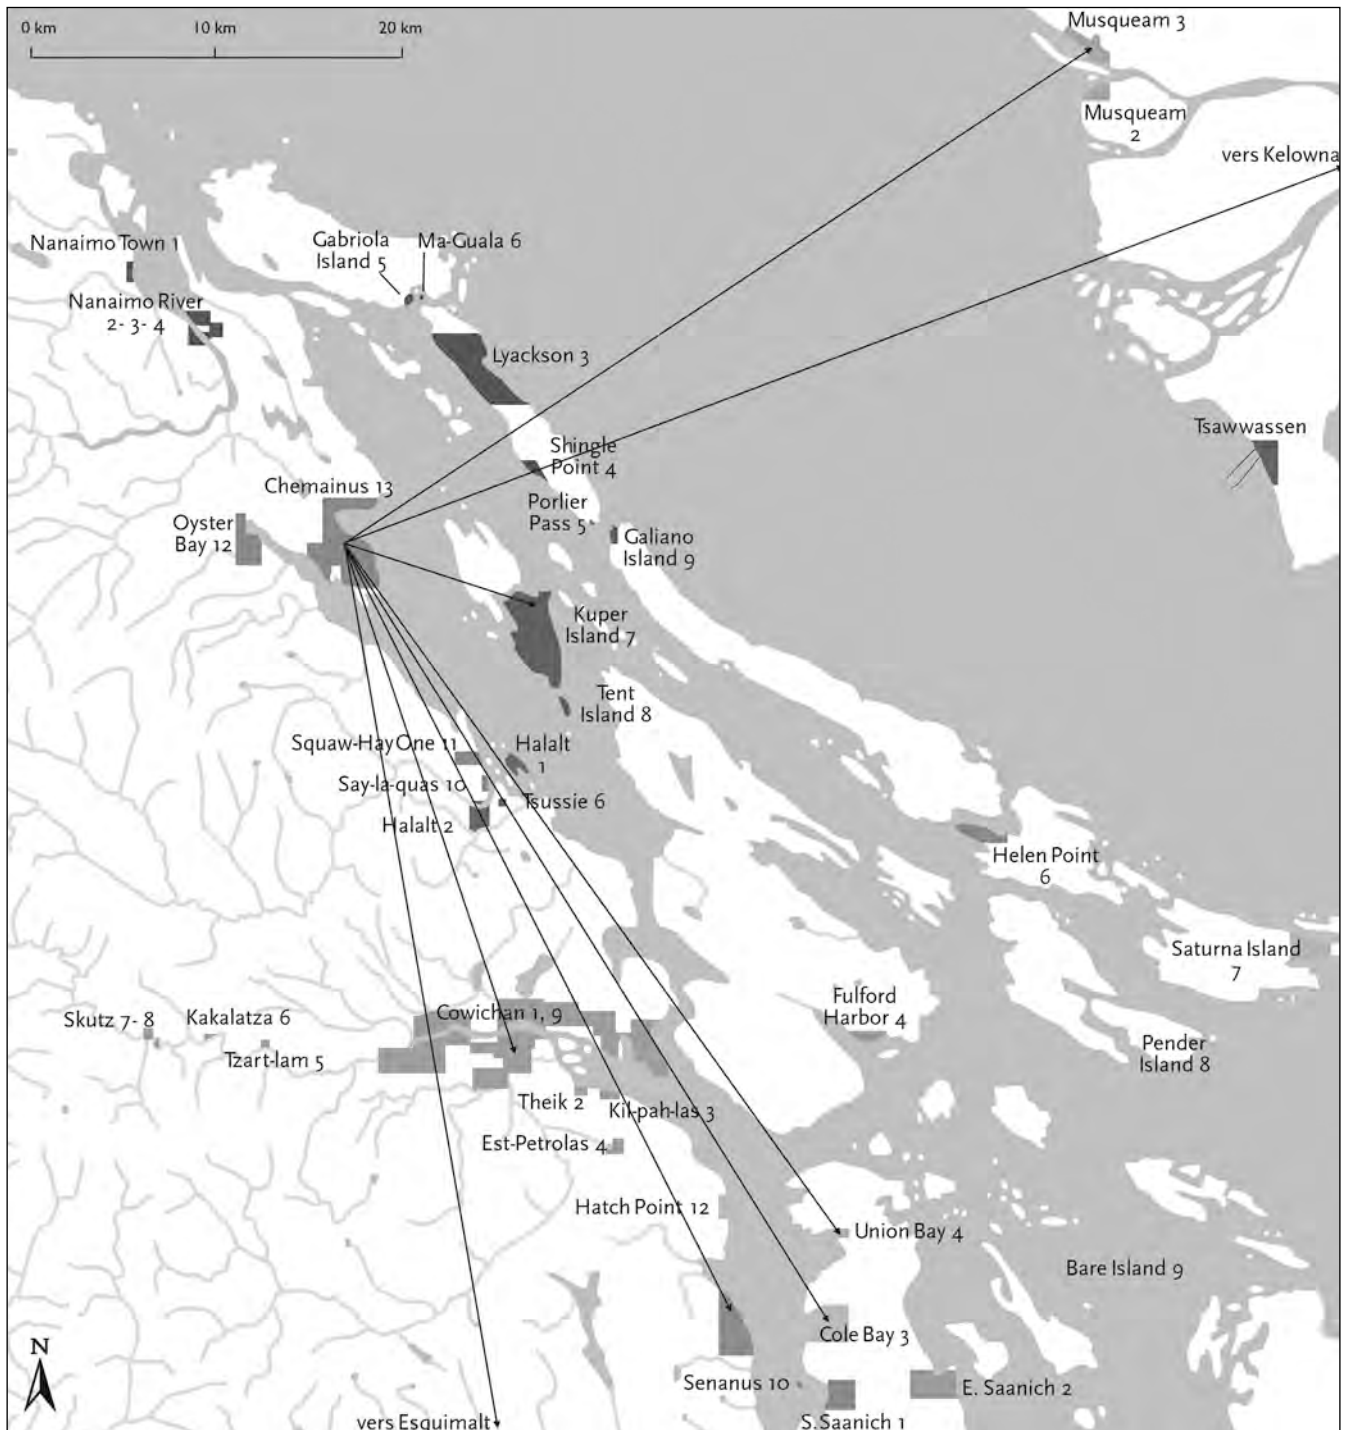 0 km 10 km 20 km
Musqueam 3
Musqueam
2
vers Kelowna
Nanaimo Town 1
Gabriola
Island 5
Ma-Guala 6
Nanaimo River
2- 3- 4
Lyackson 3
Tsawwassen
Shingle
Point 4
Chemainus 13
Porlier
Pass 5
Oyster
Bay 12
Galiano
Island 9
Kuper
Island 7
Tent
Island 8
Squaw-Hay One 11
Halalt
1
Say-la-quas 10
Tsussie 6
Halalt 2
Helen Point
6
Saturna Island
7
Fulford
Harbor 4
Skutz 7- 8
Kakalatza 6
Cowichan 1, 9
Tzart-lam 5
Pender
Island 8
Theik 2
Kil-pah-las 3
Est-Petrolas 4
Hatch Point 12
Union Bay 4
Bare Island 9
Cole Bay 3
N
Senanus 10
E. Saanich 2
S. Saanich 1
vers Esquimalt